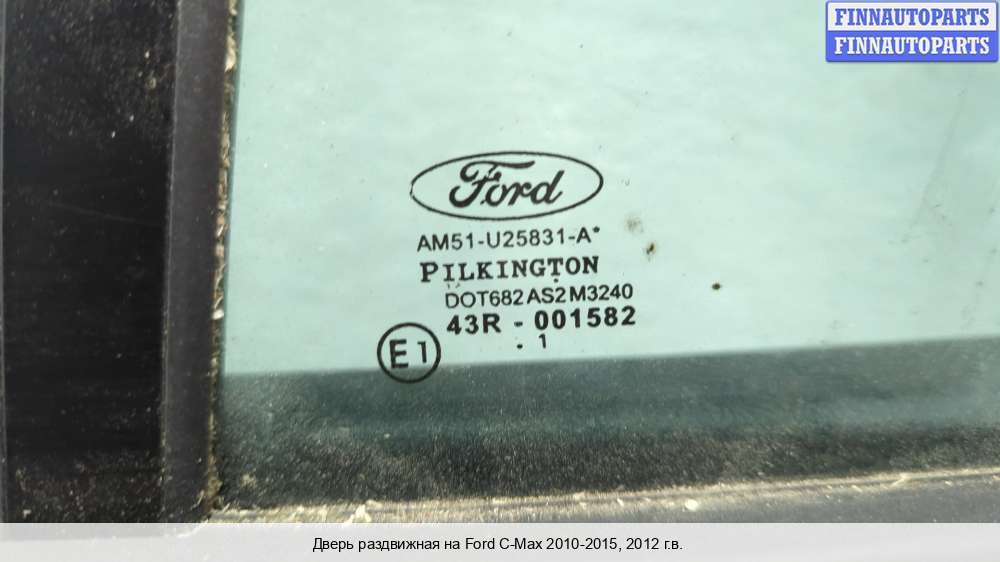 FINNAUTOPARTS
FINNAUTOPARTS
Ford
AM51-U25831-A*
PILKINGTON
DOT682 AS2 M3240
43R - 001582
E1
. 1
Дверь раздвижная на Ford C-Max 2010-2015, 2012 г.в.